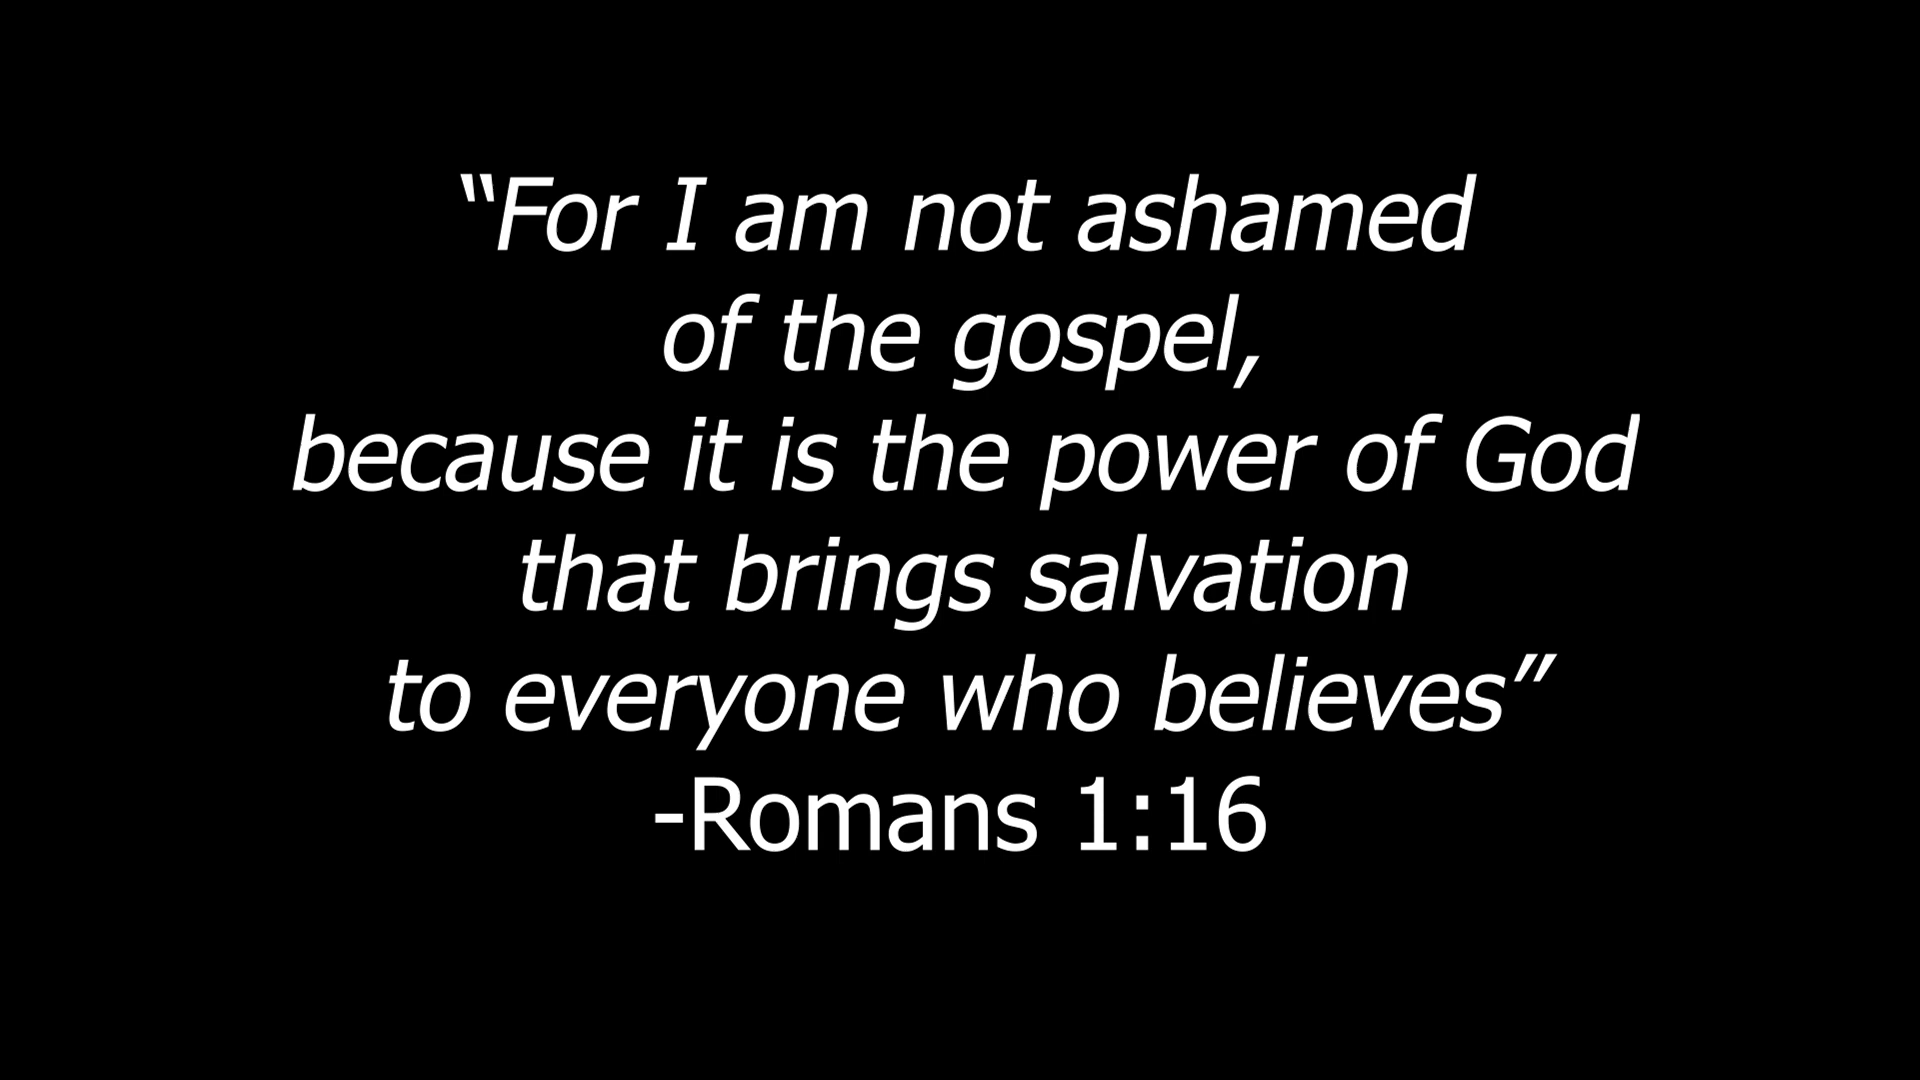 “For I am not ashamed
of the gospel,
because it is the power of God
that brings salvation
to everyone who believes”
-Romans 1:16